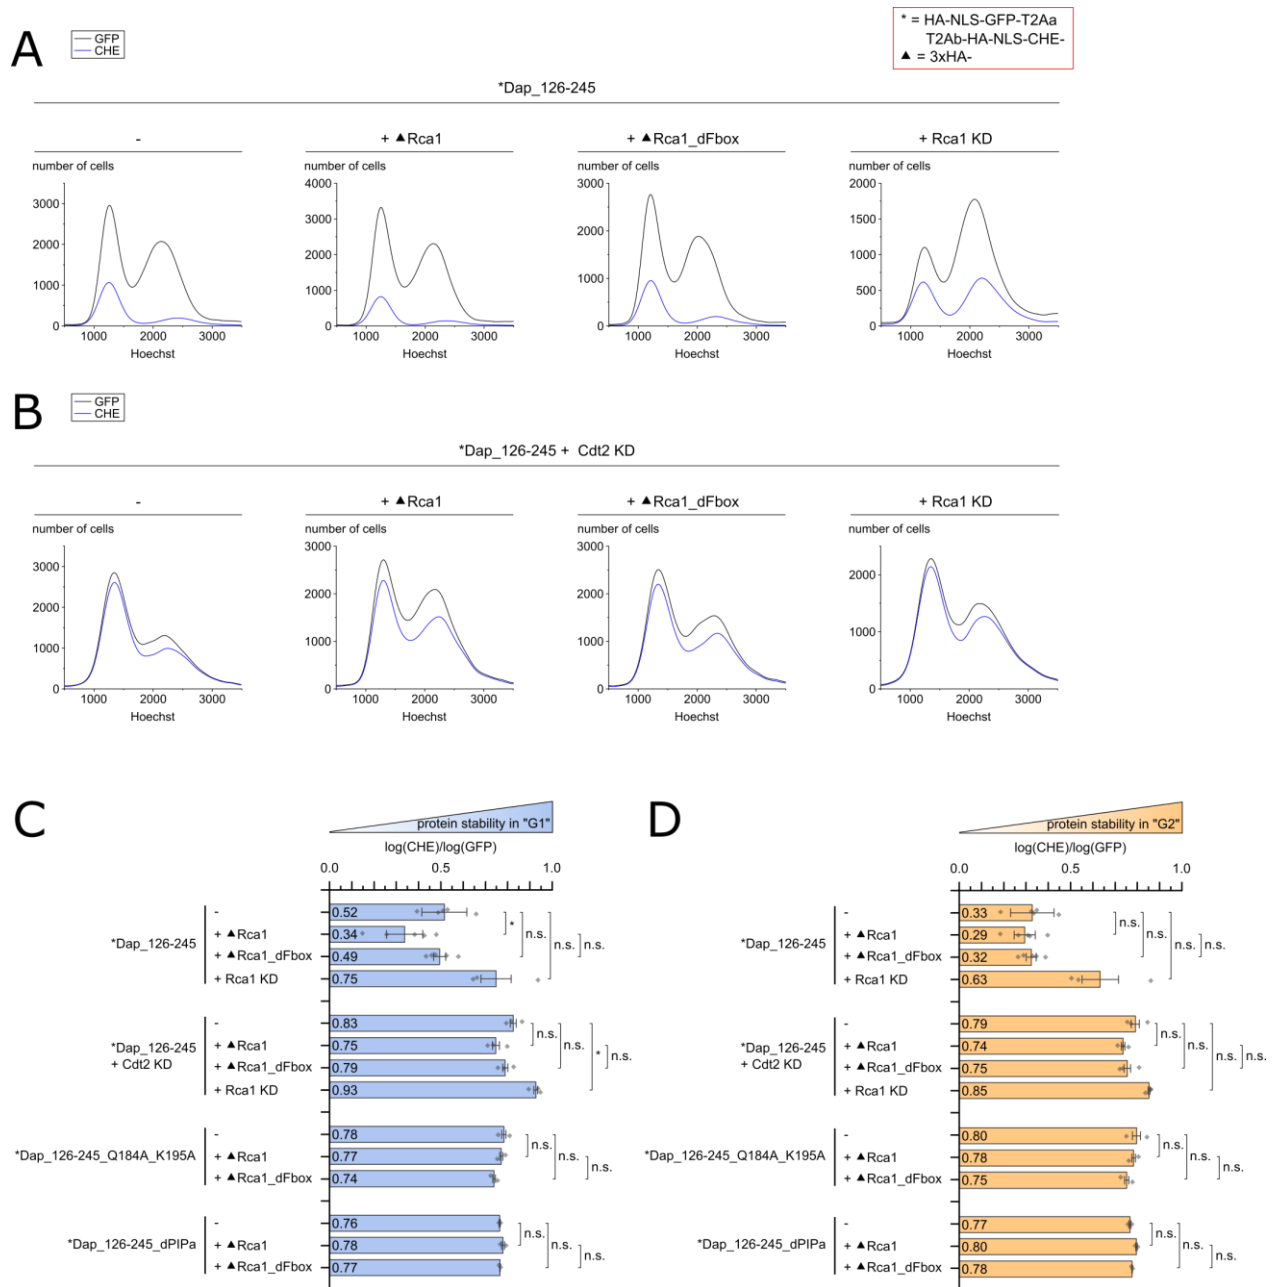 A
GFP
CHE
* = HA-NLS-GFP-T2Aa
T2Ab-HA-NLS-CHE-
▲ = 3xHA-
*Dap_126-245
-
+ ▲Rca1
+ ▲Rca1_dFbox
+ Rca1 KD
number of cells
number of cells
number of cells
number of cells
3000
2000
1000
0
1000 2000 3000
Hoechst
4000
3000
2000
1000
0
1000 2000 3000
Hoechst
3000
2000
1000
0
1000 2000 3000
Hoechst
2000
1500
1000
500
0
1000 2000 3000
Hoechst
B
GFP
CHE
*Dap_126-245 + Cdt2 KD
-
+ ▲Rca1
+ ▲Rca1_dFbox
+ Rca1 KD
number of cells
number of cells
number of cells
number of cells
3000
2000
1000
0
1000 2000 3000
Hoechst
3000
2000
1000
0
1000 2000 3000
Hoechst
3000
2000
1000
0
1000 2000 3000
Hoechst
2000
1000
0
1000 2000 3000
Hoechst
C
protein stability in "G1"
log(CHE)/log(GFP)
0.0 0.5 1.0
*Dap_126-245
- 0.52
+ ▲Rca1 0.34
+ ▲Rca1_dFbox 0.49
+ Rca1 KD 0.75
* n.s. n.s. n.s.
*Dap_126-245
+ Cdt2 KD
- 0.83
+ ▲Rca1 0.75
+ ▲Rca1_dFbox 0.79
+ Rca1 KD 0.93
n.s. n.s. * n.s.
*Dap_126-245_Q184A_K195A
- 0.78
+ ▲Rca1 0.77
+ ▲Rca1_dFbox 0.74
n.s. n.s. n.s.
*Dap_126-245_dPIPa
- 0.76
+ ▲Rca1 0.78
+ ▲Rca1_dFbox 0.77
n.s. n.s. n.s.
D
protein stability in "G2"
log(CHE)/log(GFP)
0.0 0.5 1.0
*Dap_126-245
- 0.33
+ ▲Rca1 0.29
+ ▲Rca1_dFbox 0.32
+ Rca1 KD 0.63
n.s. n.s. n.s. n.s.
*Dap_126-245
+ Cdt2 KD
- 0.79
+ ▲Rca1 0.74
+ ▲Rca1_dFbox 0.75
+ Rca1 KD 0.85
n.s. n.s. n.s. n.s.
*Dap_126-245_Q184A_K195A
- 0.80
+ ▲Rca1 0.78
+ ▲Rca1_dFbox 0.75
n.s. n.s. n.s.
*Dap_126-245_dPIPa
- 0.77
+ ▲Rca1 0.80
+ ▲Rca1_dFbox 0.78
n.s. n.s. n.s.